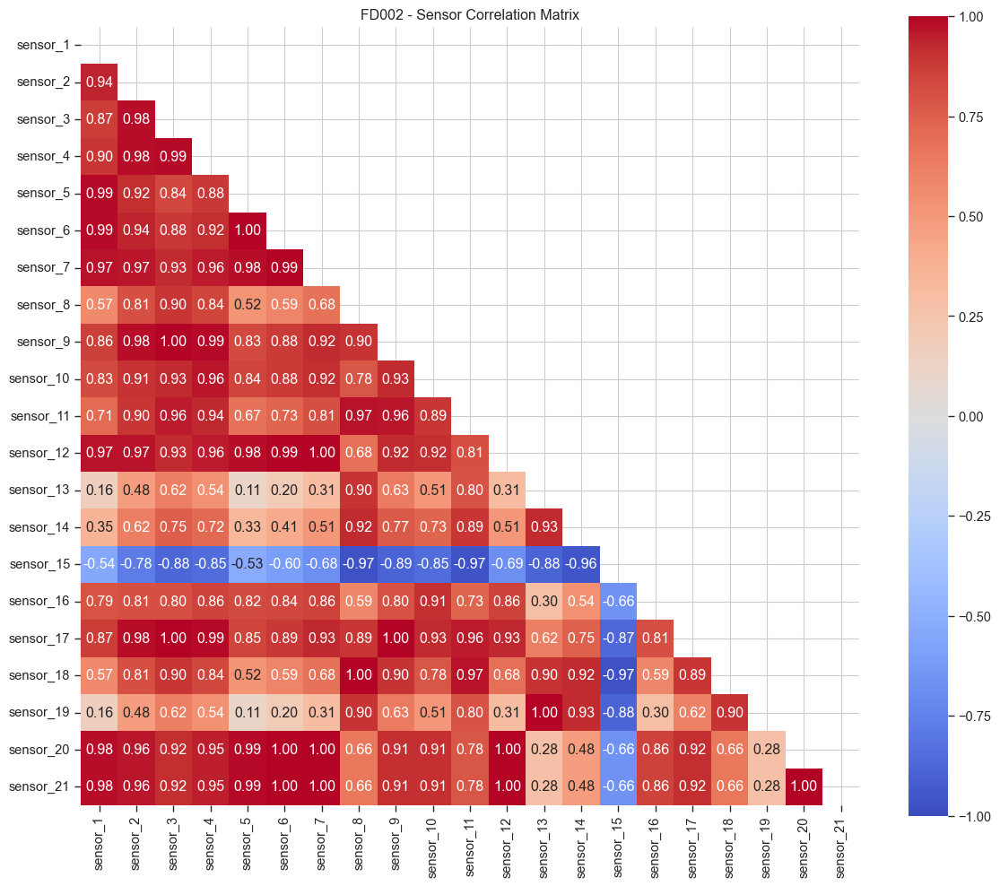 FD002 - Sensor Correlation Matrix
sensor_1
sensor_2 0.94
sensor_3 0.87 0.98
sensor_4 0.90 0.98 0.99
sensor_5 0.99 0.92 0.84 0.88
sensor_6 0.99 0.94 0.88 0.92 1.00
sensor_7 0.97 0.97 0.93 0.96 0.98 0.99
sensor_8 0.57 0.81 0.90 0.84 0.52 0.59 0.68
sensor_9 0.86 0.98 1.00 0.99 0.83 0.88 0.92 0.90
sensor_10 0.83 0.91 0.93 0.96 0.84 0.88 0.92 0.78 0.93
sensor_11 0.71 0.90 0.96 0.94 0.67 0.73 0.81 0.97 0.96 0.89
sensor_12 0.97 0.97 0.93 0.96 0.98 0.99 1.00 0.68 0.92 0.92 0.81
sensor_13 0.16 0.48 0.62 0.54 0.11 0.20 0.31 0.90 0.63 0.51 0.80 0.31
sensor_14 0.35 0.62 0.75 0.72 0.33 0.41 0.51 0.92 0.77 0.73 0.89 0.51 0.93
sensor_15 -0.54 -0.78 -0.88 -0.85 -0.53 -0.60 -0.68 -0.97 -0.89 -0.85 -0.97 -0.69 -0.88 -0.96
sensor_16 0.79 0.81 0.80 0.86 0.82 0.84 0.86 0.59 0.80 0.91 0.73 0.86 0.30 0.54 -0.66
sensor_17 0.87 0.98 1.00 0.99 0.85 0.89 0.93 0.89 1.00 0.93 0.96 0.93 0.62 0.75 -0.87 0.81
sensor_18 0.57 0.81 0.90 0.84 0.52 0.59 0.68 1.00 0.90 0.78 0.97 0.68 0.90 0.92 -0.97 0.59 0.89
sensor_19 0.16 0.48 0.62 0.54 0.11 0.20 0.31 0.90 0.63 0.51 0.80 0.31 1.00 0.93 -0.88 0.30 0.62 0.90
sensor_20 0.98 0.96 0.92 0.95 0.99 1.00 1.00 0.66 0.91 0.91 0.78 1.00 0.28 0.48 -0.66 0.86 0.92 0.66 0.28
sensor_21 0.98 0.96 0.92 0.95 0.99 1.00 1.00 0.66 0.91 0.91 0.78 1.00 0.28 0.48 -0.66 0.86 0.92 0.66 0.28 1.00
sensor_1 sensor_2 sensor_3 sensor_4 sensor_5 sensor_6 sensor_7 sensor_8 sensor_9 sensor_10 sensor_11 sensor_12 sensor_13 sensor_14 sensor_15 sensor_16 sensor_17 sensor_18 sensor_19 sensor_20 sensor_21
1.00
0.75
0.50
0.25
0.00
−0.25
−0.50
−0.75
−1.00